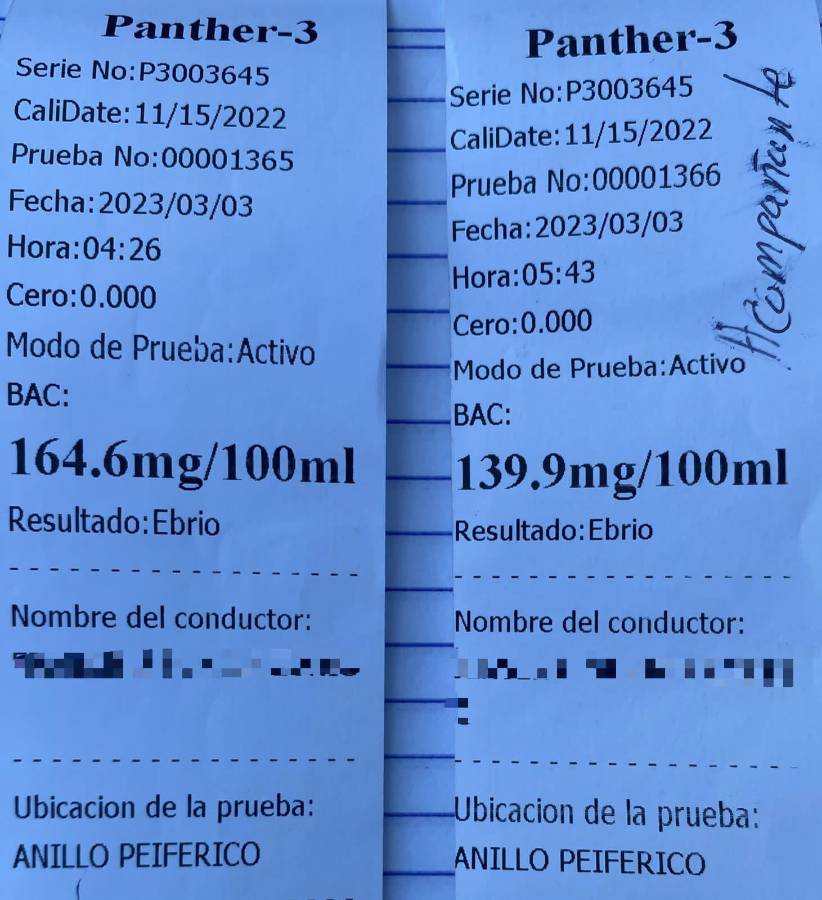 Panther-3
Serie No:P3003645
CaliDate:11/15/2022
Prueba No:00001365
Fecha:2023/03/03
Hora:04:26
Cero:0.000
Modo de Prueba:Activo
BAC:
164.6mg/100ml
Resultado:Ebrio
Nombre del conductor:
Ubicacion de la prueba:
ANILLO PEIFERICO
Panther-3
Serie No:P3003645
CaliDate:11/15/2022
Prueba No:00001366
Fecha:2023/03/03
Hora:05:43
Cero:0.000
Modo de Prueba:Activo
BAC:
139.9mg/100ml
Resultado:Ebrio
Nombre del conductor:
Ubicacion de la prueba:
ANILLO PEIFERICO
Acompañante